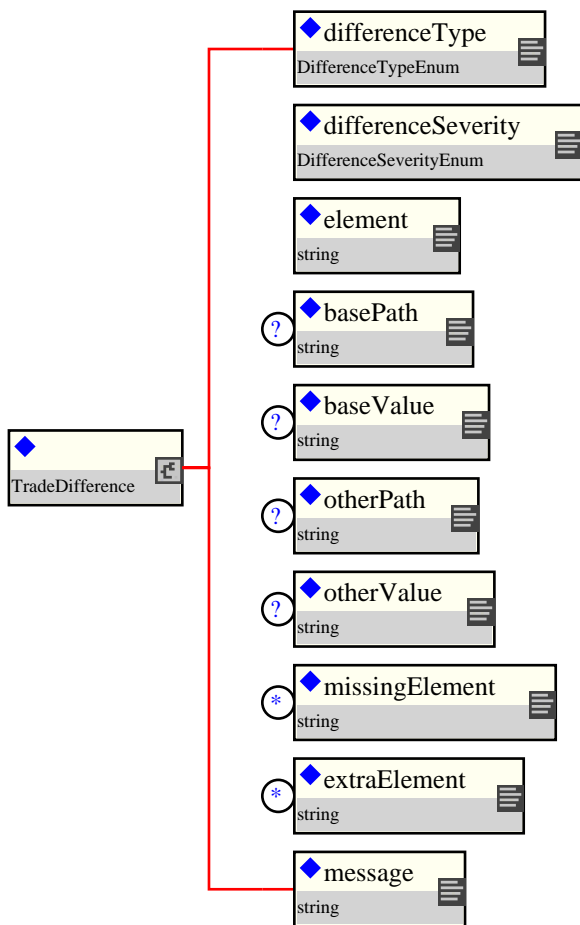 differenceType
DifferenceTypeEnum
differenceSeverity
DifferenceSeverityEnum
element
string
? basePath
string
? baseValue
string
TradeDifference
? otherPath
string
? otherValue
string
* missingElement
string
* extraElement
string
message
string